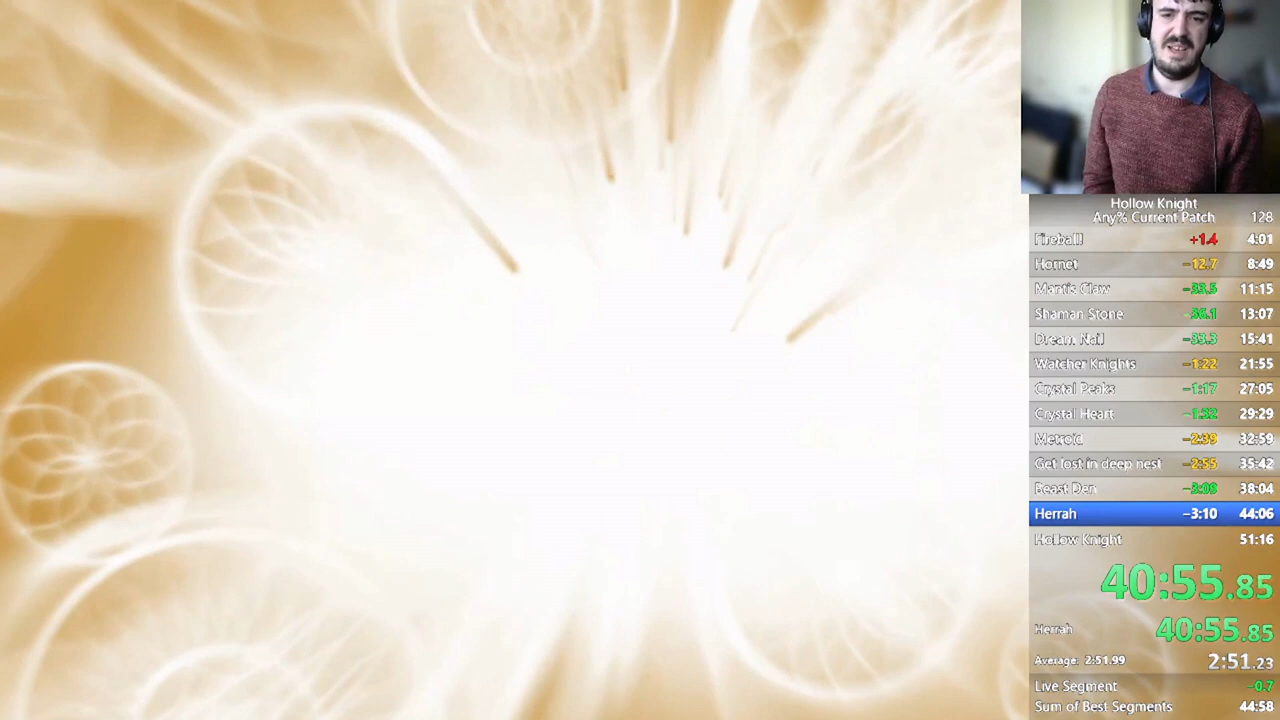 Hollow Knight
Any% Current Patch 128
Fireball! +1.4 4:01
Hornet -12.7 8:49
Mantis Claw -33.5 11:15
Shaman Stone -56.1 13:07
Dream Nail -33.3 15:41
Watcher Knights -1:22 21:55
Crystal Peaks -1:17 27:05
Crystal Heart -1:32 29:29
Metroid -2:39 32:59
Get lost in deep nest -2:55 35:42
Beast Den -3:08 38:04
Herrah -3:10 44:06
Hollow Knight 51:16
40:55.85
Herrah 40:55.85
Average: 2:51.99 2:51.23
Live Segment -0.7
Sum of Best Segments 44:58